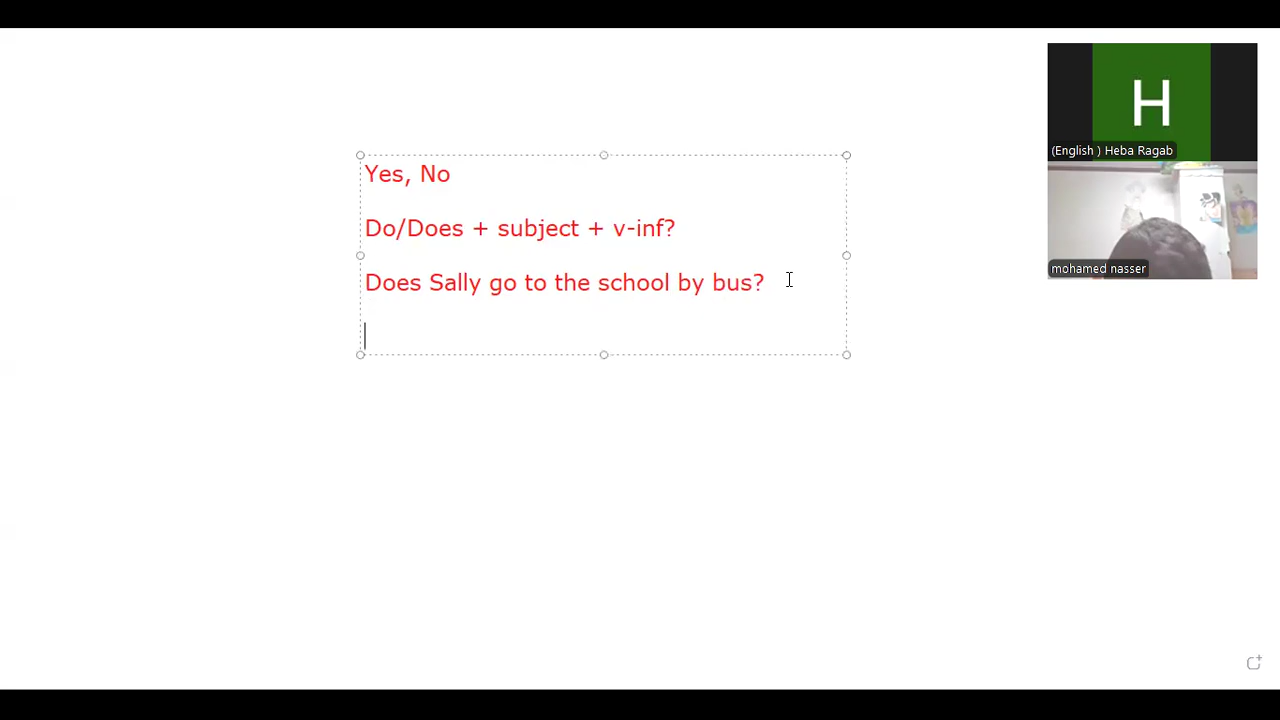 Yes, No
Do/Does + subject + v-inf?
Does Sally go to the school by bus?
H
(English ) Heba Ragab
mohamed nasser